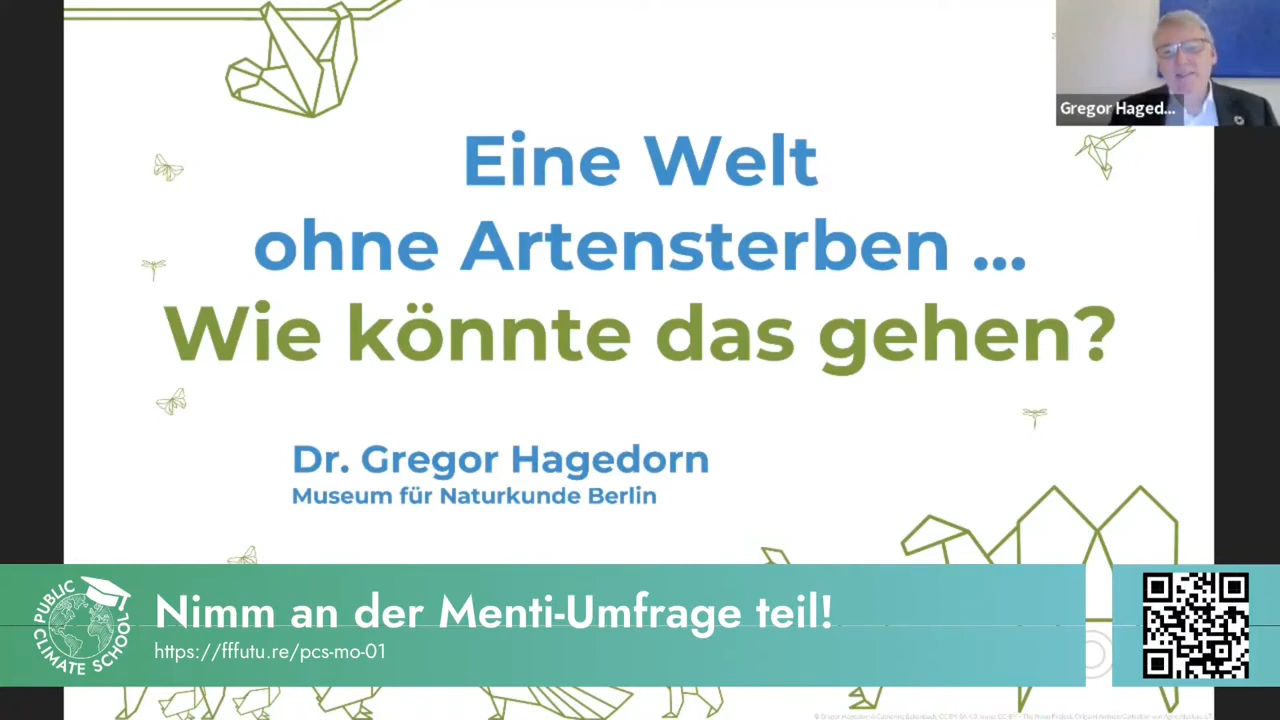 Gregor Haged...
Eine Welt
ohne Artensterben ...
Wie könnte das gehen?
Dr. Gregor Hagedorn
Museum für Naturkunde Berlin
PUBLIC
CLIMATE SCHOOL
Nimm an der Menti-Umfrage teil!
https://fffutu.re/pcs-mo-01